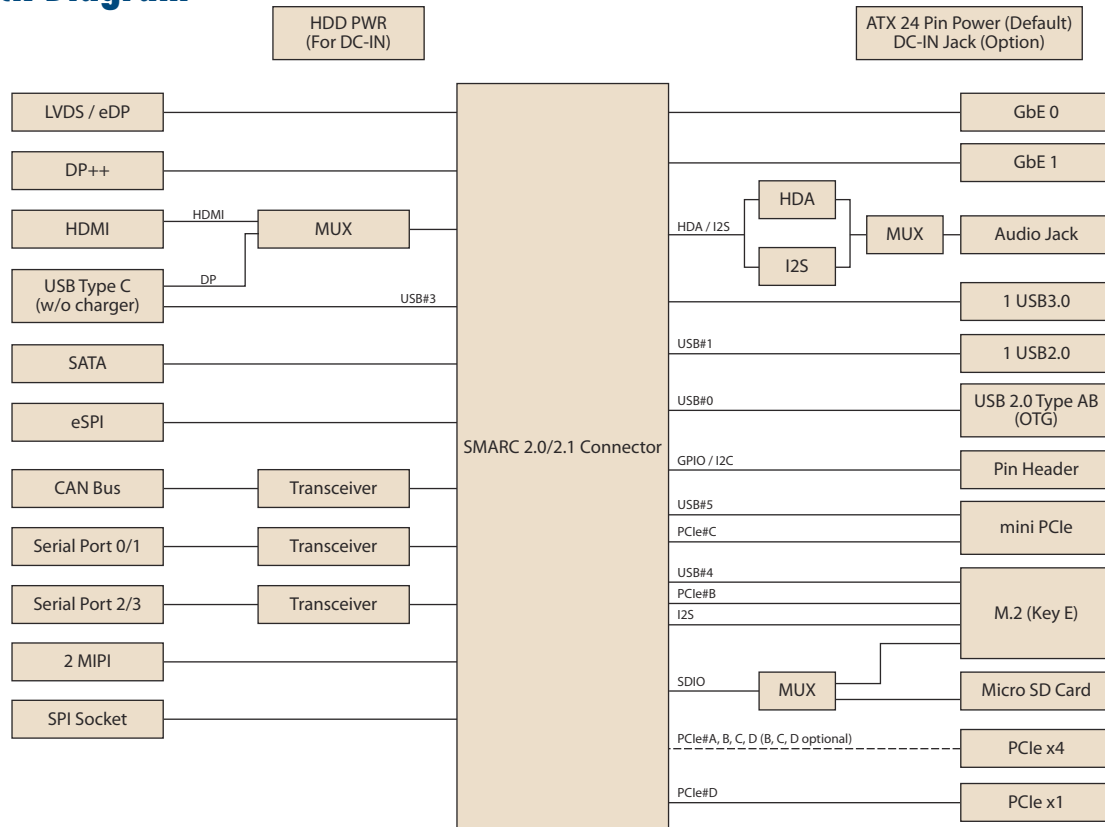 HDD PWR
(For DC-IN)
ATX 24 Pin Power (Default)
DC-IN Jack (Option)
LVDS / eDP
DP++
HDMI
HDMI
MUX
USB Type C
(w/o charger)
DP
USB#3
SATA
eSPI
CAN Bus
Transceiver
Serial Port 0/1
Transceiver
Serial Port 2/3
Transceiver
2 MIPI
SPI Socket
SMARC 2.0/2.1 Connector
GbE 0
GbE 1
HDA / I2S
HDA
I2S
MUX
Audio Jack
1 USB3.0
USB#1
1 USB2.0
USB#0
USB 2.0 Type AB
(OTG)
GPIO / I2C
Pin Header
USB#5
PCIe#C
mini PCIe
USB#4
PCIe#B
I2S
M.2 (Key E)
SDIO
MUX
Micro SD Card
PCIe#A, B, C, D (B, C, D optional)
PCIe x4
PCIe#D
PCIe x1